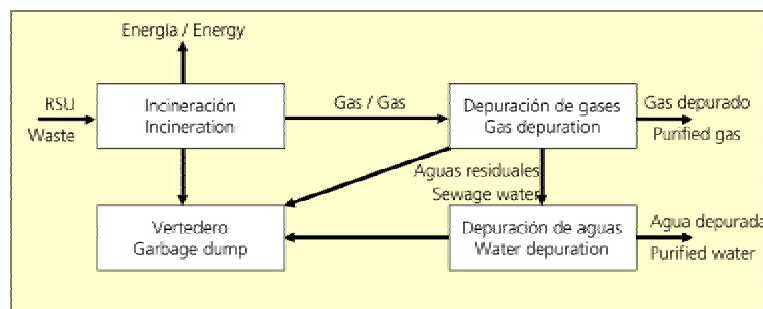 Energía / Energy
RSU
Waste
Incineración
Incineration
Gas / Gas
Depuración de gases
Gas depuration
Gas depurado
Purified gas
Aguas residuales
Sewage water
Vertedero
Garbage dump
Depuración de aguas
Water depuration
Agua depurada
Purified water